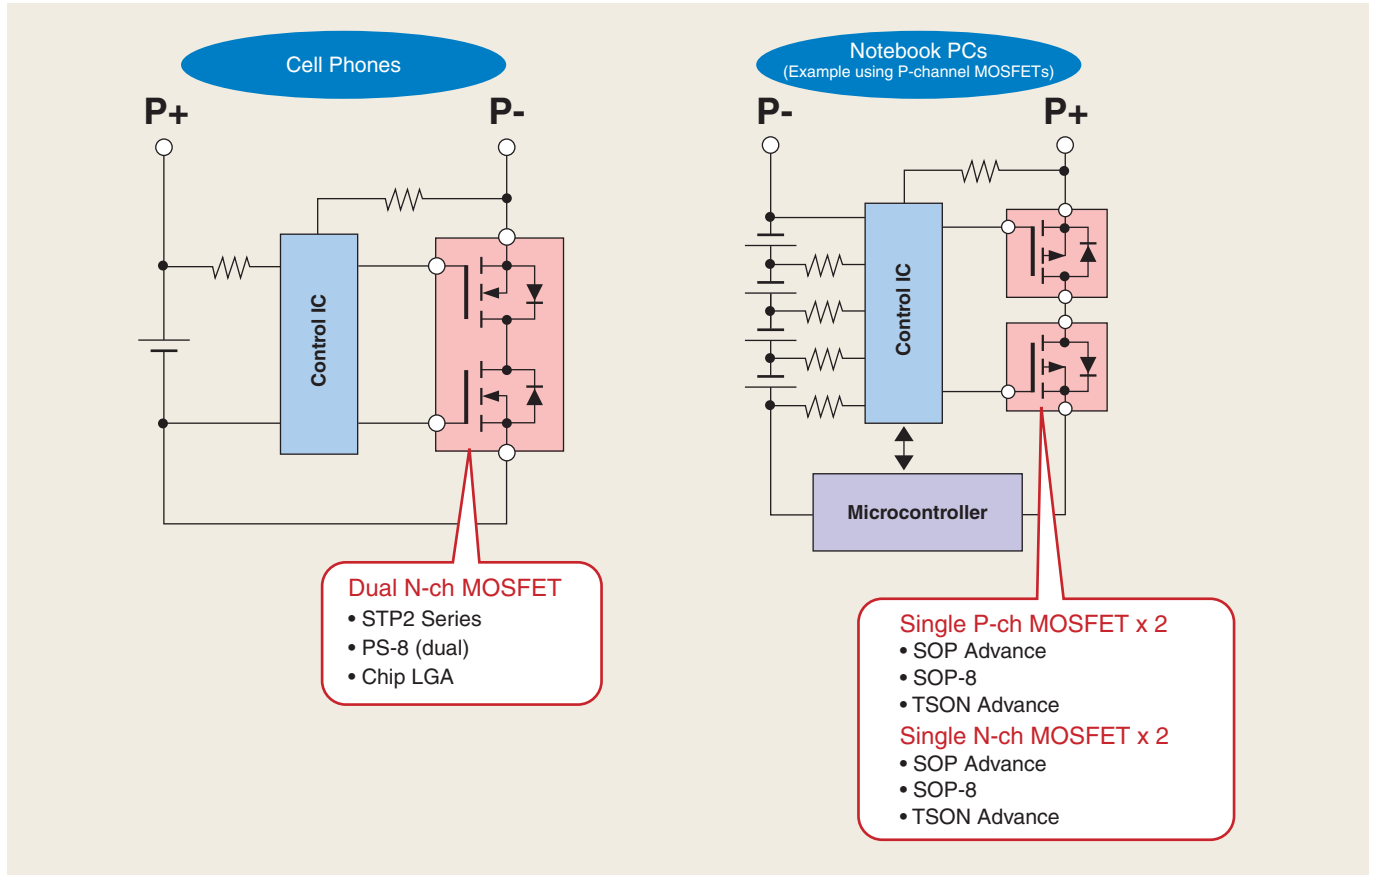 Cell Phones
P+
P-
Control IC
Dual N-ch MOSFET
• STP2 Series
• PS-8 (dual)
• Chip LGA
Notebook PCs
(Example using P-channel MOSFETs)
P-
P+
Control IC
Microcontroller
Single P-ch MOSFET x 2
• SOP Advance
• SOP-8
• TSON Advance
Single N-ch MOSFET x 2
• SOP Advance
• SOP-8
• TSON Advance